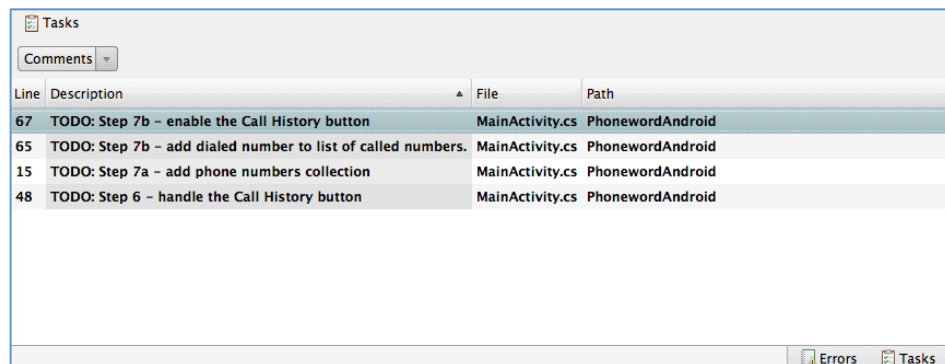 Tasks
Comments
Line Description File Path
67 TODO: Step 7b - enable the Call History button MainActivity.cs PhonewordAndroid
65 TODO: Step 7b - add dialed number to list of called numbers. MainActivity.cs PhonewordAndroid
15 TODO: Step 7a - add phone numbers collection MainActivity.cs PhonewordAndroid
48 TODO: Step 6 - handle the Call History button MainActivity.cs PhonewordAndroid
Errors Tasks